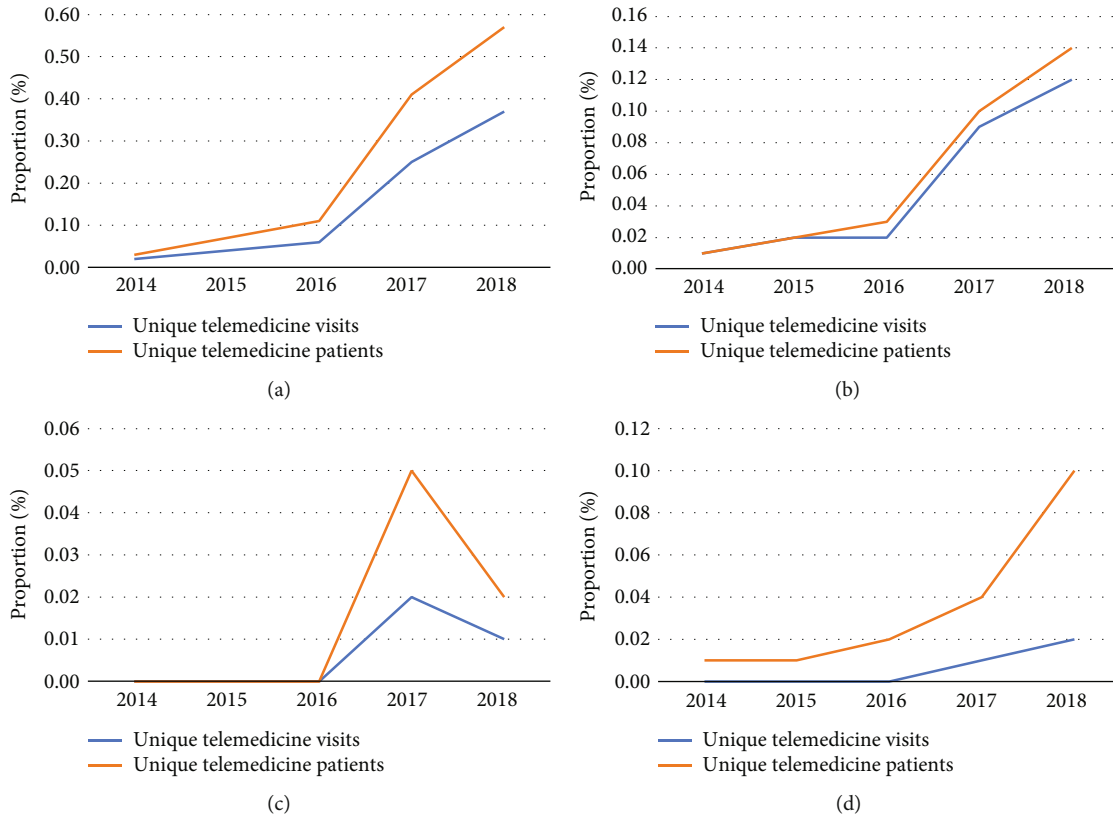 0.60
0.50
0.40
0.30
0.20
0.10
0.00
Proportion (%)
2014 2015 2016 2017 2018
Unique telemedicine visits
Unique telemedicine patients
(a)
0.16
0.14
0.12
0.10
0.08
0.06
0.04
0.02
0.00
Proportion (%)
2014 2015 2016 2017 2018
Unique telemedicine visits
Unique telemedicine patients
(b)
0.06
0.05
0.04
0.03
0.02
0.01
0.00
Proportion (%)
2014 2015 2016 2017 2018
Unique telemedicine visits
Unique telemedicine patients
(c)
0.12
0.10
0.08
0.06
0.04
0.02
0.00
Proportion (%)
2014 2015 2016 2017 2018
Unique telemedicine visits
Unique telemedicine patients
(d)